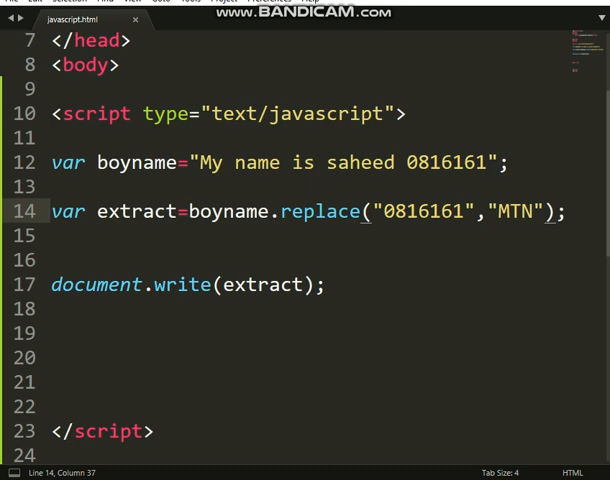 www.BANDICAM.com
javascript.html
7 </head>
8 <body>
9
10 <script type="text/javascript">
11
12 var boyname="My name is saheed 0816161";
13
14 var extract=boyname.replace("0816161","MTN");
15
16
17 document.write(extract);
18
19
20
21
22
23 </script>
24
Line 14, Column 37 Tab Size: 4 HTML